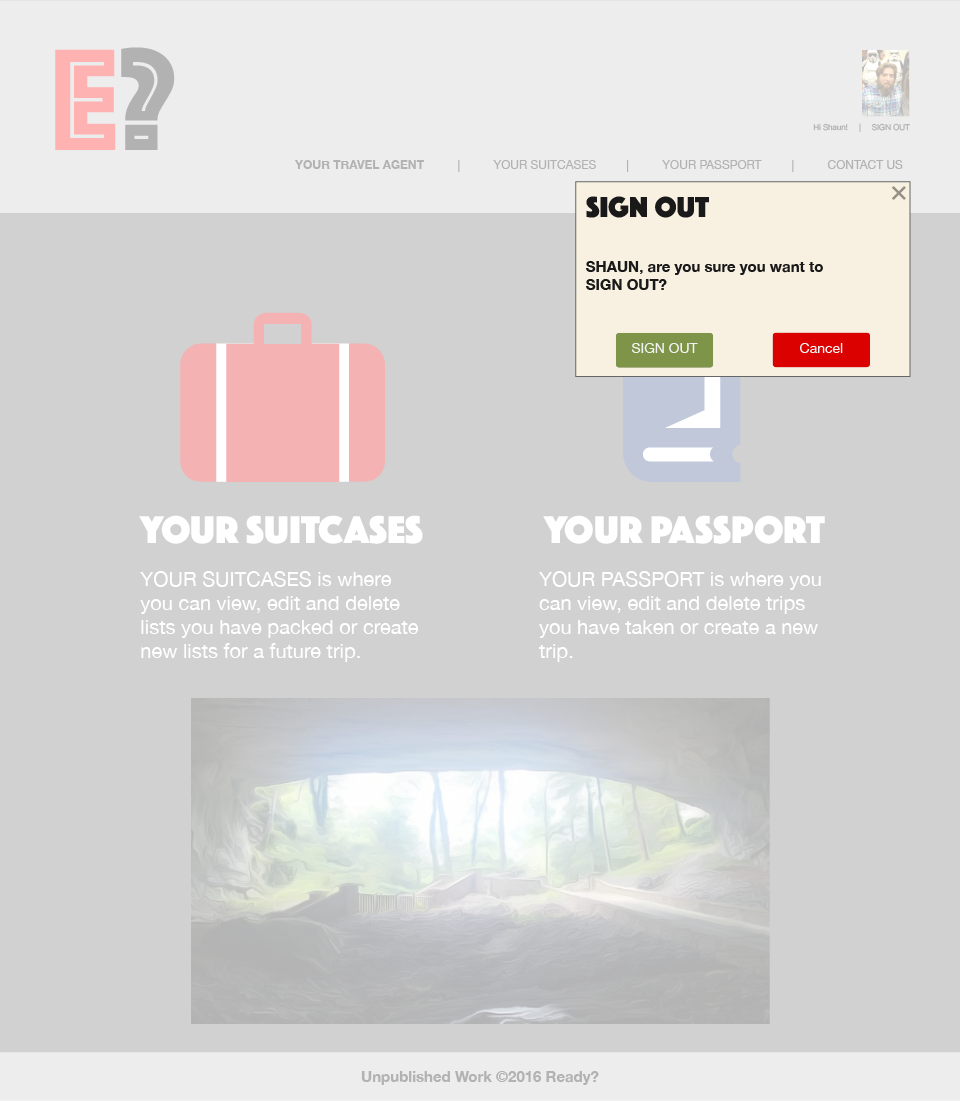 E?
Hi Shaun! | SIGN OUT
YOUR TRAVEL AGENT | YOUR SUITCASES | YOUR PASSPORT | CONTACT US
SIGN OUT
SHAUN, are you sure you want to
SIGN OUT?
SIGN OUT
Cancel
YOUR SUITCASES
YOUR SUITCASES is where
you can view, edit and delete
lists you have packed or create
new lists for a future trip.
YOUR PASSPORT
YOUR PASSPORT is where you
can view, edit and delete trips
you have taken or create a new
trip.
Unpublished Work ©2016 Ready?